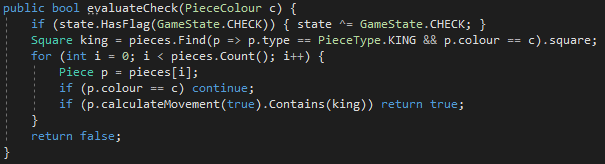 public bool evaluateCheck(PieceColour c) {
if (state.HasFlag(GameState.CHECK)) { state ^= GameState.CHECK; }
Square king = pieces.Find(p => p.type == PieceType.KING && p.colour == c).square;
for (int i = 0; i < pieces.Count(); i++) {
Piece p = pieces[i];
if (p.colour == c) continue;
if (p.calculateMovement(true).Contains(king)) return true;
}
return false;
}